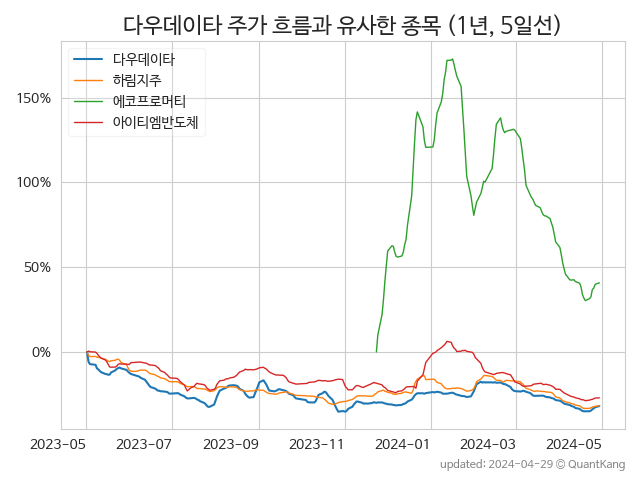 다우데이타 주가 흐름과 유사한 종목 (1년, 5일선)
다우데이타
하림지주
에코프로머티
아이티엠반도체
150%
100%
50%
0%
2023-05 2023-07 2023-09 2023-11 2024-01 2024-03 2024-05
updated: 2024-04-29 © QuantKang